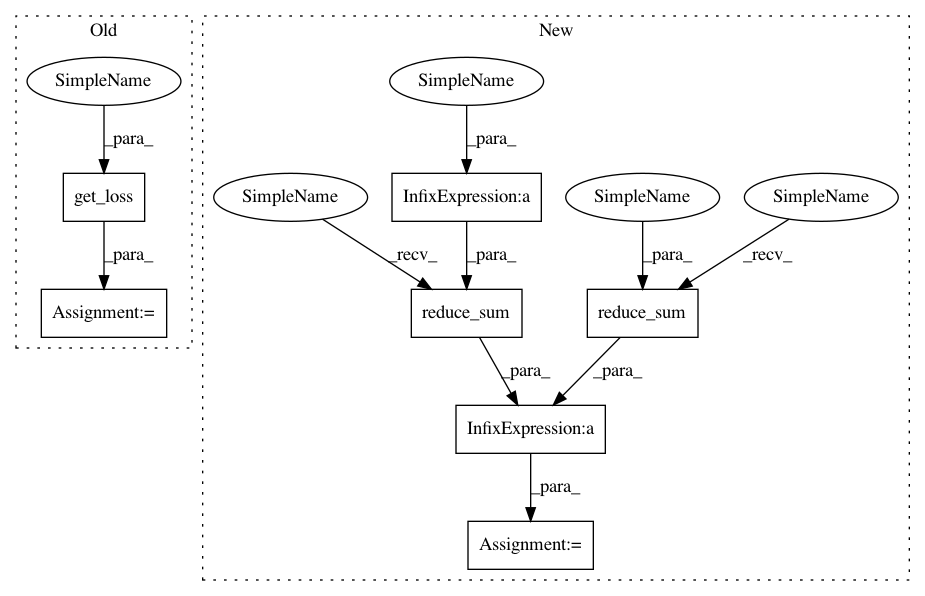 Old
New
SimpleName
SimpleName
_para_
_para_
SimpleName
get_loss
InfixExpression:a
SimpleName
SimpleName
_para_
_recv_
_para_
_para_
_recv_
Assignment:=
reduce_sum
reduce_sum
_para_
_para_
InfixExpression:a
_para_
Assignment:=